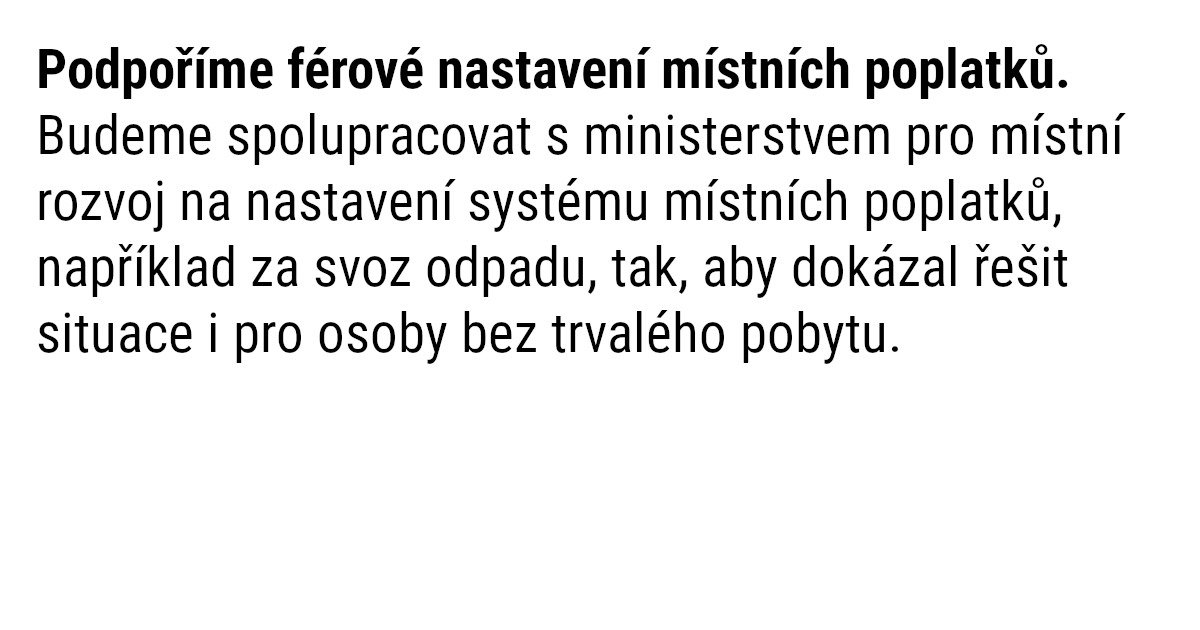 Podpoříme férové nastavení místních poplatků.
Budeme spolupracovat s ministerstvem pro místní
rozvoj na nastavení systému místních poplatků,
například za svoz odpadu, tak, aby dokázal řešit
situace i pro osoby bez trvalého pobytu.